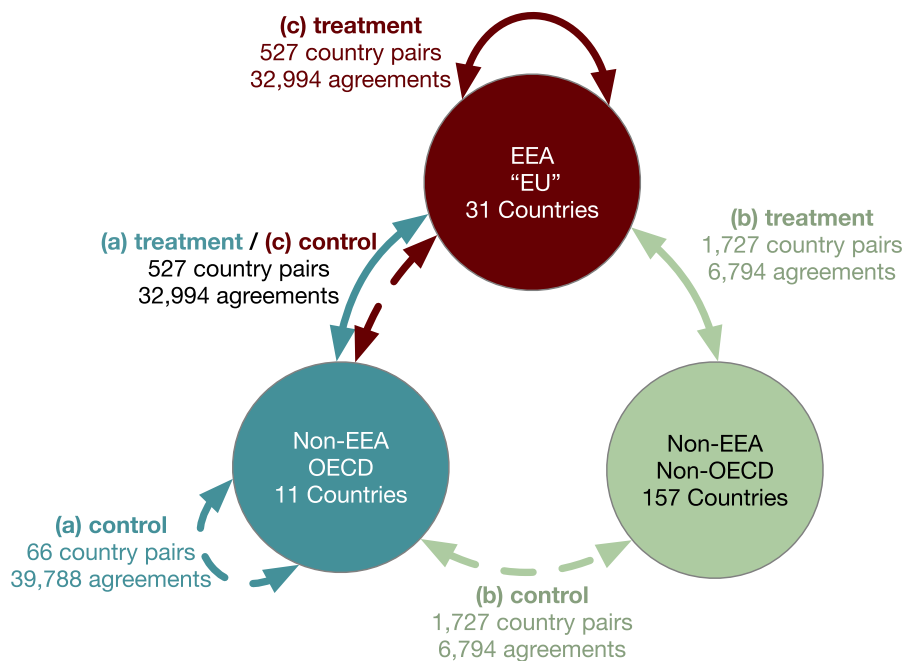 (c) treatment
527 country pairs
32,994 agreements
EEA
“EU”
31 Countries
(a) treatment / (c) control
527 country pairs
32,994 agreements
(b) treatment
1,727 country pairs
6,794 agreements
Non-EEA
OECD
11 Countries
Non-EEA
Non-OECD
157 Countries
(a) control
66 country pairs
39,788 agreements
(b) control
1,727 country pairs
6,794 agreements